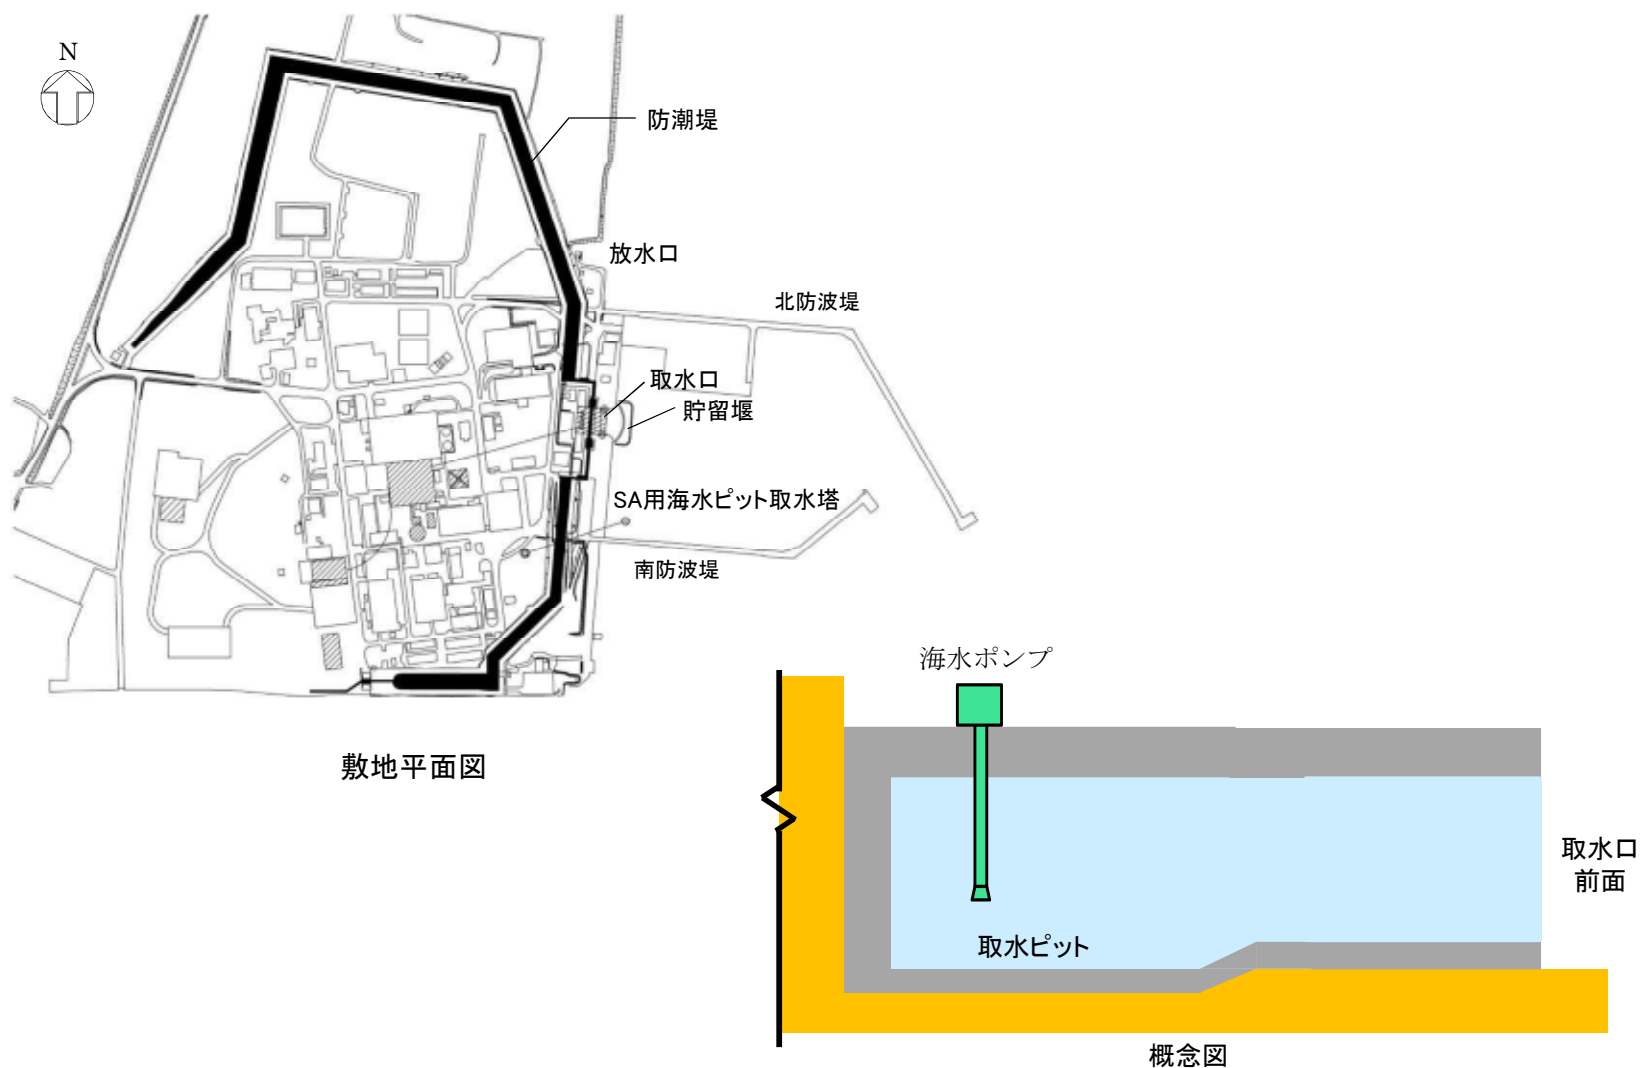 N
防潮堤
放水口
北防波堤
取水口
貯留堰
SA用海水ピット取水塔
南防波堤
敷地平面図
海水ポンプ
取水口
前面
取水ピット
概念図